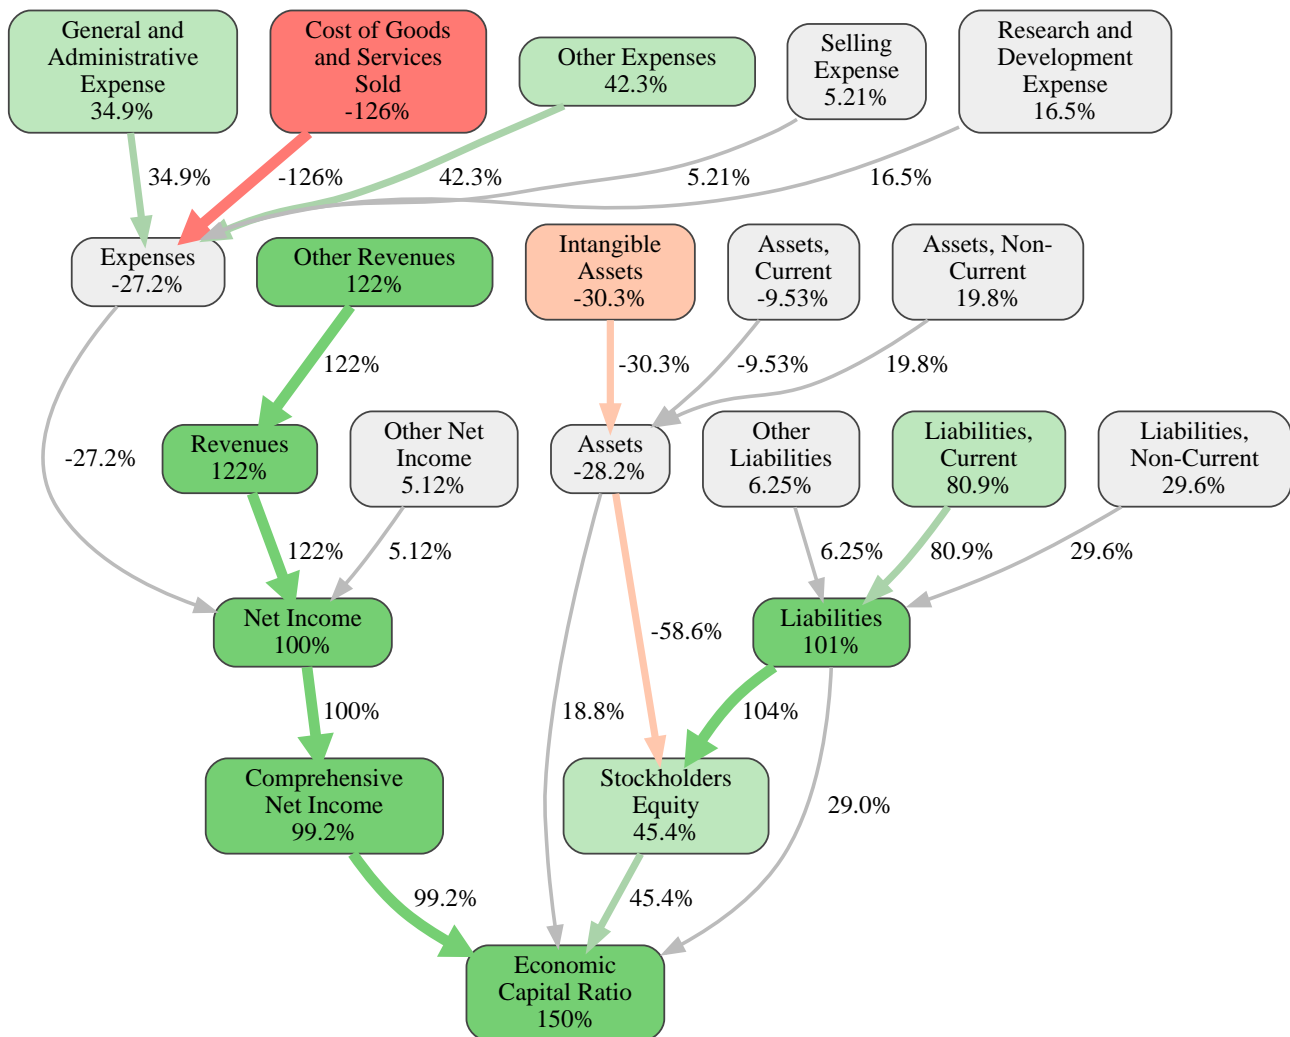 General and
Administrative
Expense
34.9%
Cost of Goods
and Services
Sold
-126%
Other Expenses
42.3%
Selling
Expense
5.21%
Research and
Development
Expense
16.5%
34.9%
-126%
42.3%
5.21%
16.5%
Expenses
-27.2%
Other Revenues
122%
Intangible
Assets
-30.3%
Assets,
Current
-9.53%
Assets, Non-
Current
19.8%
122%
-30.3%
-9.53%
19.8%
-27.2%
Revenues
122%
Other Net
Income
5.12%
Assets
-28.2%
Other
Liabilities
6.25%
Liabilities,
Current
80.9%
Liabilities,
Non-Current
29.6%
122%
5.12%
6.25%
80.9%
29.6%
Net Income
100%
-58.6%
Liabilities
101%
100%
18.8%
104%
29.0%
Comprehensive
Net Income
99.2%
Stockholders
Equity
45.4%
99.2%
45.4%
Economic
Capital Ratio
150%